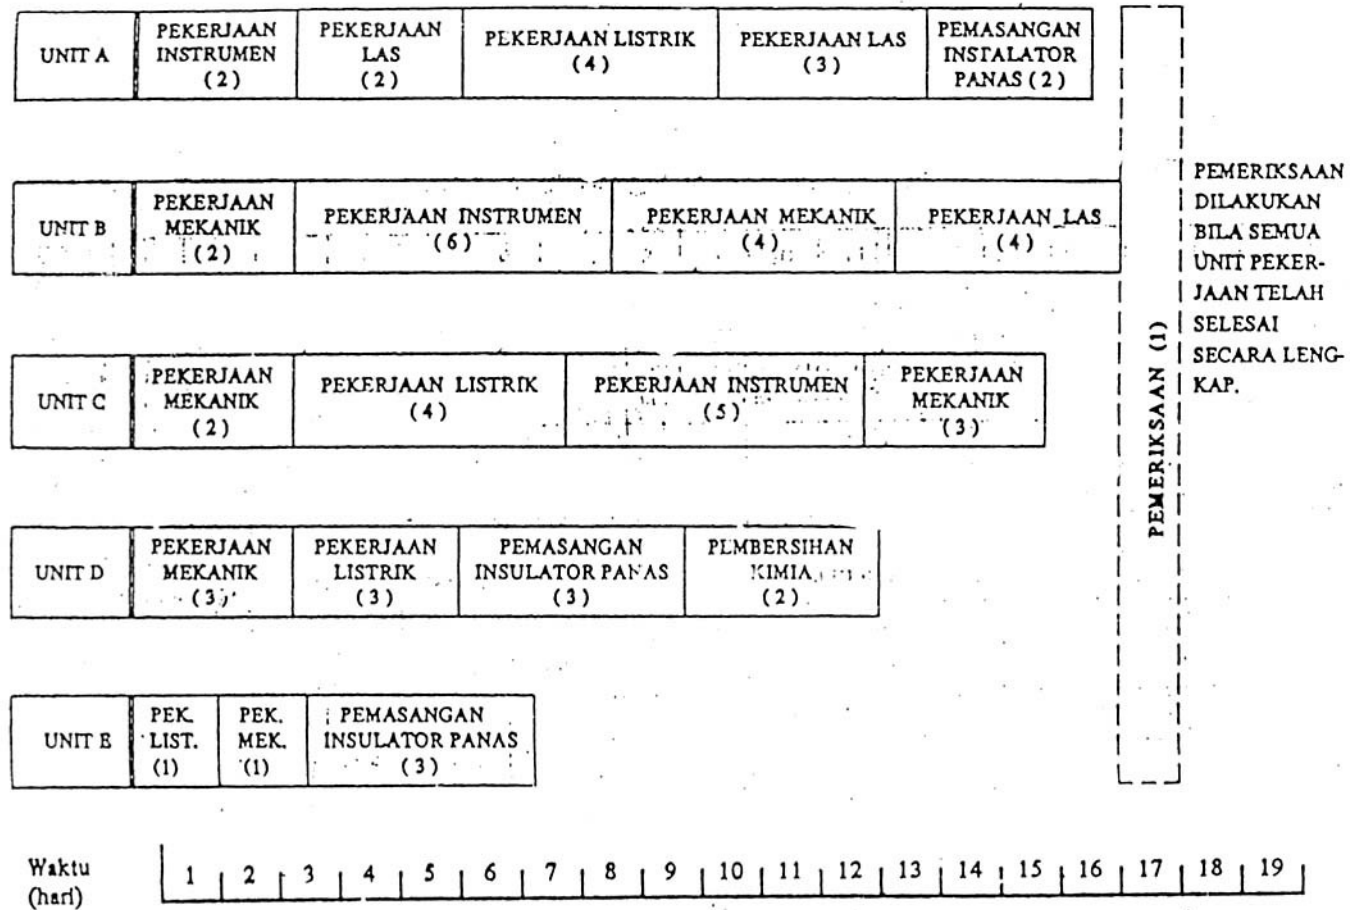 UNIT A
PEKERJAAN
INSTRUMEN
(2)
PEKERJAAN
LAS
(2)
PEKERJAAN LISTRIK
(4)
PEKERJAAN LAS
(3)
PEMASANGAN
INSTALATOR
PANAS (2)
UNIT B
PEKERJAAN
MEKANIK
(2)
PEKERJAAN INSTRUMEN
(6)
PEKERJAAN MEKANIK
(4)
PEKERJAAN LAS
(4)
UNIT C
PEKERJAAN
MEKANIK
(2)
PEKERJAAN LISTRIK
(4)
PEKERJAAN INSTRUMEN
(5)
PEKERJAAN
MEKANIK
(3)
UNIT D
PEKERJAAN
MEKANIK
(3)
PEKERJAAN
LISTRIK
(3)
PEMASANGAN
INSULATOR PANAS
(3)
PEMBERSIHAN
KIMIA
(2)
UNIT E
PEK.
LIST.
(1)
PEK.
MEK.
(1)
PEMASANGAN
INSULATOR PANAS
(3)
PEMERIKSAAN (1)
PEMERIKSAAN
DILAKUKAN
BILA SEMUA
UNIT PEKER-
JAAN TELAH
SELESAI
SECARA LENG-
KAP.
Waktu
(hari)
1 2 3 4 5 6 7 8 9 10 11 12 13 14 15 16 17 18 19